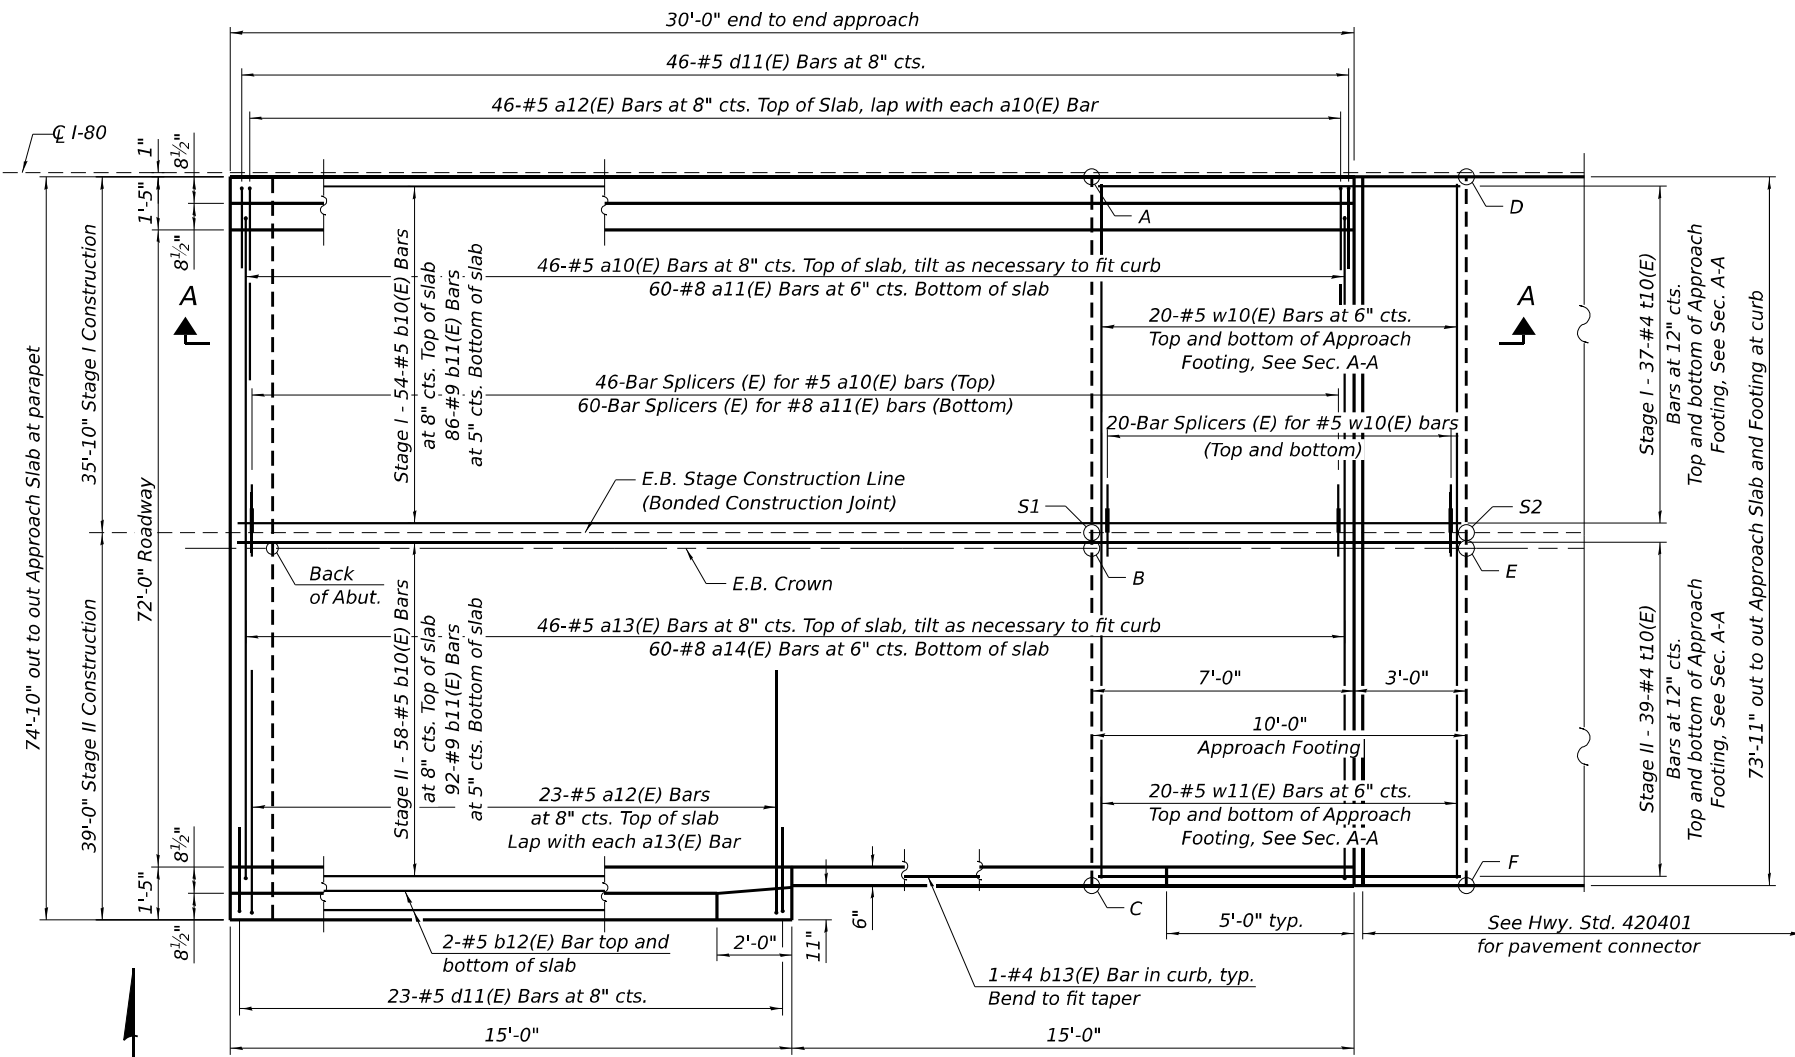 30'-0" end to end approach
46-#5 d11(E) Bars at 8" cts.
46-#5 a12(E) Bars at 8" cts. Top of Slab, lap with each a10(E) Bar
℄ I-80
1"
8½"
1'-5"
8½"
A
D
35'-10" Stage I Construction
74'-10" out to out Approach Slab at parapet
72'-0" Roadway
39'-0" Stage II Construction
A
A
Stage I - 54-#5 b10(E) Bars
at 8" cts. Top of slab
86-#9 b11(E) Bars
at 5" cts. Bottom of slab
46-#5 a10(E) Bars at 8" cts. Top of slab, tilt as necessary to fit curb
60-#8 a11(E) Bars at 6" cts. Bottom of slab
20-#5 w10(E) Bars at 6" cts.
Top and bottom of Approach
Footing, See Sec. A-A
46-Bar Splicers (E) for #5 a10(E) bars (Top)
60-Bar Splicers (E) for #8 a11(E) bars (Bottom)
20-Bar Splicers (E) for #5 w10(E) bars
(Top and bottom)
Stage I - 37-#4 t10(E)
Bars at 12" cts.
Top and bottom of Approach
Footing, See Sec. A-A
73'-11" out to out Approach Slab and Footing at curb
E.B. Stage Construction Line
(Bonded Construction Joint)
S1
S2
Back
of Abut.
E.B. Crown
B
E
Stage II - 58-#5 b10(E) Bars
at 8" cts. Top of slab
92-#9 b11(E) Bars
at 5" cts. Bottom of slab
46-#5 a13(E) Bars at 8" cts. Top of slab, tilt as necessary to fit curb
60-#8 a14(E) Bars at 6" cts. Bottom of slab
7'-0"
3'-0"
10'-0"
Approach Footing
Stage II - 39-#4 t10(E)
Bars at 12" cts.
Top and bottom of Approach
Footing, See Sec. A-A
23-#5 a12(E) Bars
at 8" cts. Top of slab
Lap with each a13(E) Bar
20-#5 w11(E) Bars at 6" cts.
Top and bottom of Approach
Footing, See Sec. A-A
8½"
1'-5"
8½"
F
C
2-#5 b12(E) Bar top and
bottom of slab
2'-0"
11"
6"
5'-0" typ.
See Hwy. Std. 420401
for pavement connector
1-#4 b13(E) Bar in curb, typ.
Bend to fit taper
23-#5 d11(E) Bars at 8" cts.
15'-0"
15'-0"